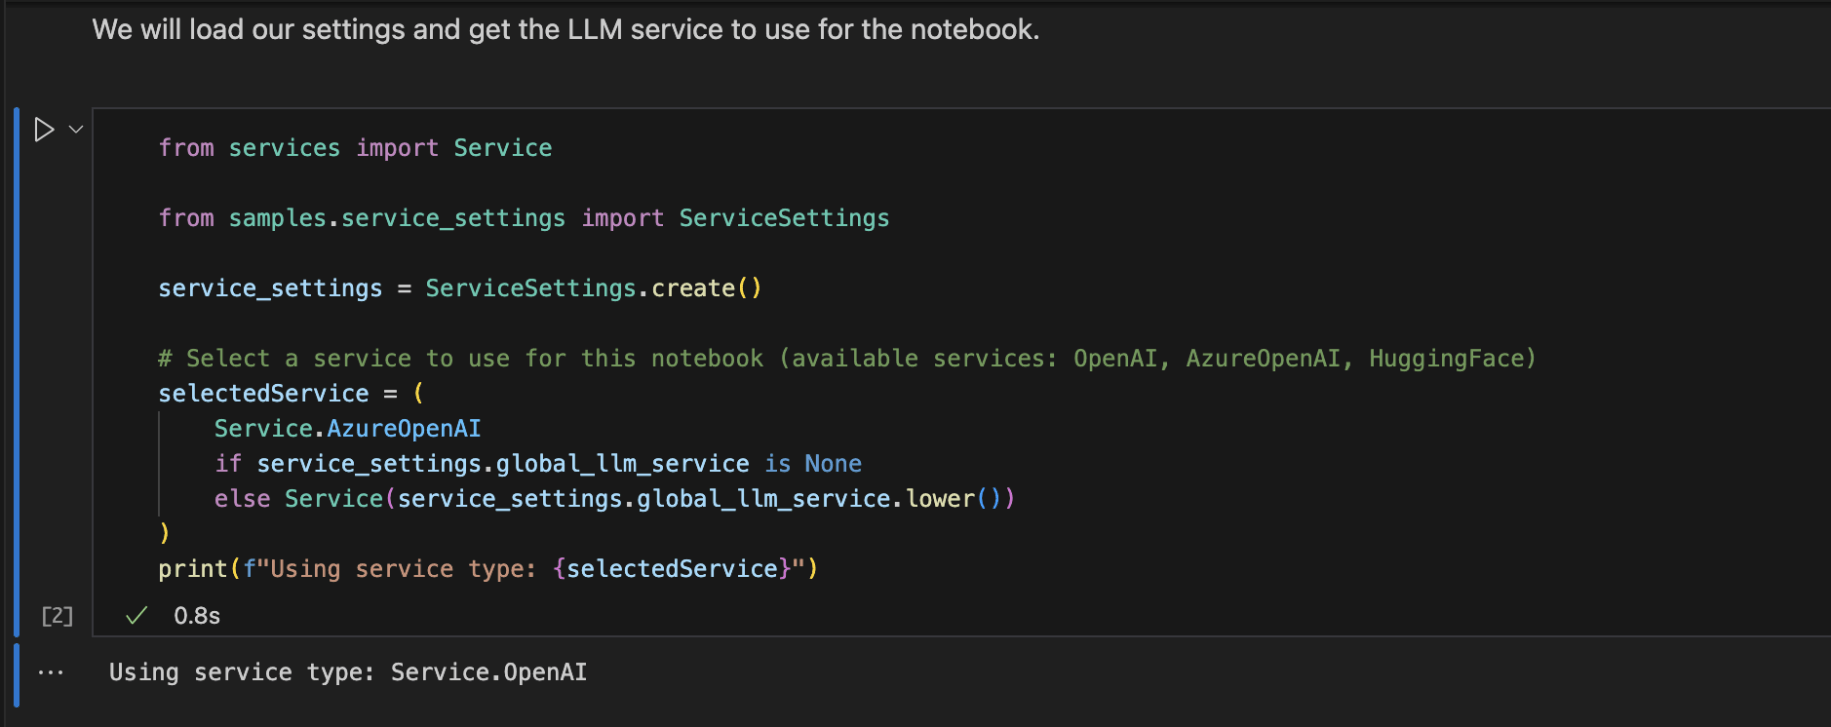 We will load our settings and get the LLM service to use for the notebook.
from services import Service
from samples.service_settings import ServiceSettings
service_settings = ServiceSettings.create()
# Select a service to use for this notebook (available services: OpenAI, AzureOpenAI, HuggingFace)
selectedService = (
    Service.AzureOpenAI
    if service_settings.global_llm_service is None
    else Service(service_settings.global_llm_service.lower())
)
print(f"Using service type: {selectedService}")
[2] ✓ 0.8s
... Using service type: Service.OpenAI